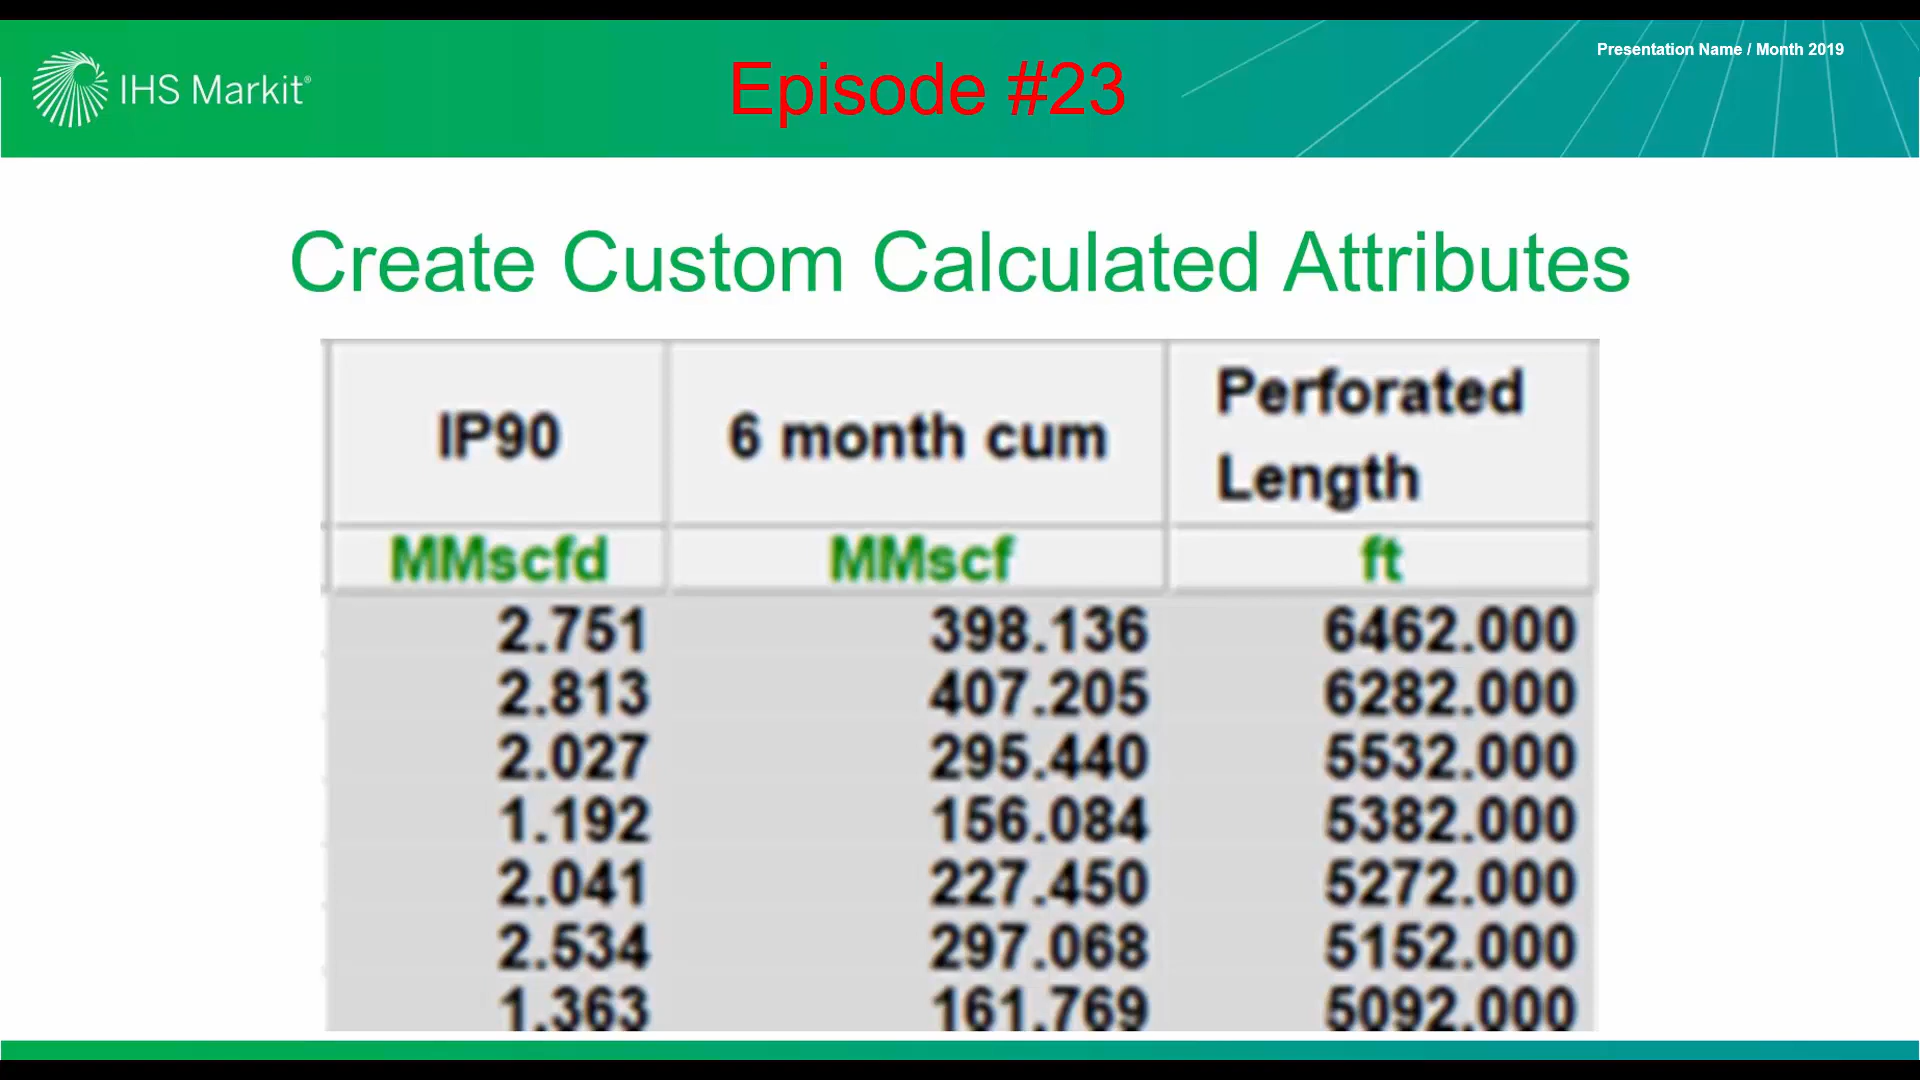 Presentation Name / Month 2019
IHS Markit®
Episode #23
Create Custom Calculated Attributes
IP90 6 month cum Perforated Length
MMscfd MMscf ft
2.751 398.136 6462.000
2.813 407.205 6282.000
2.027 295.440 5532.000
1.192 156.084 5382.000
2.041 227.450 5272.000
2.534 297.068 5152.000
1.363 161.769 5092.000